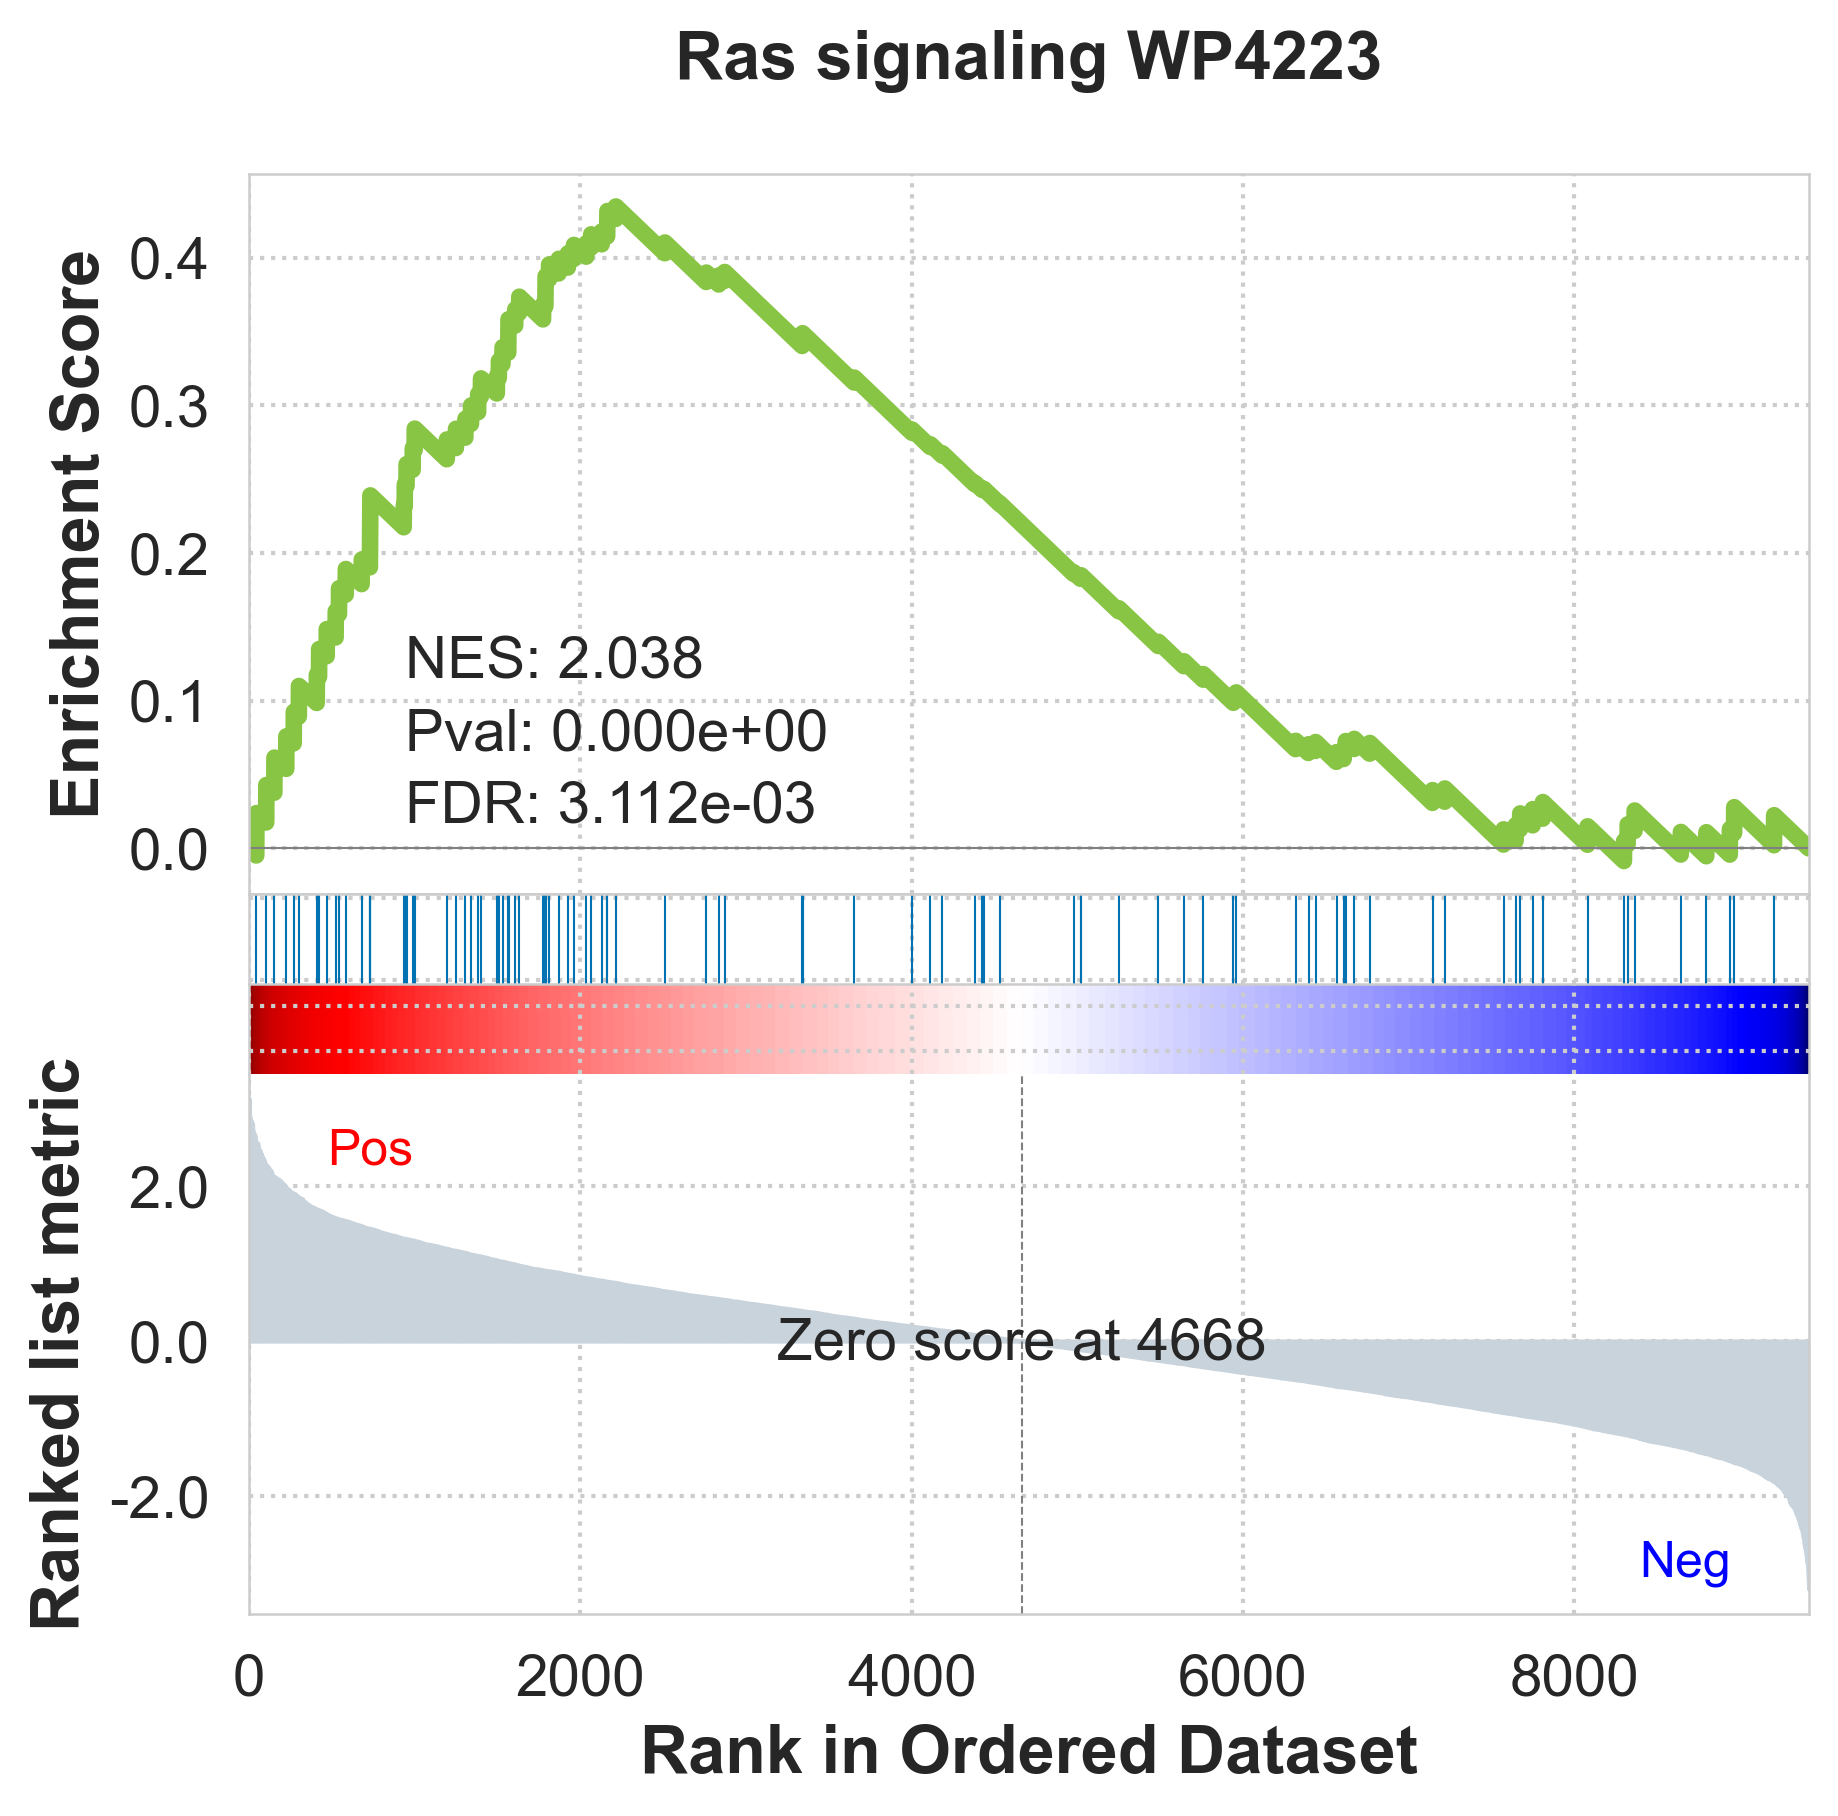 Ras signaling WP4223
Enrichment Score
0.4
0.3
0.2
0.1
0.0
NES: 2.038
Pval: 0.000e+00
FDR: 3.112e-03
Ranked list metric
Pos
2.0
0.0
-2.0
Zero score at 4668
Neg
0 2000 4000 6000 8000
Rank in Ordered Dataset